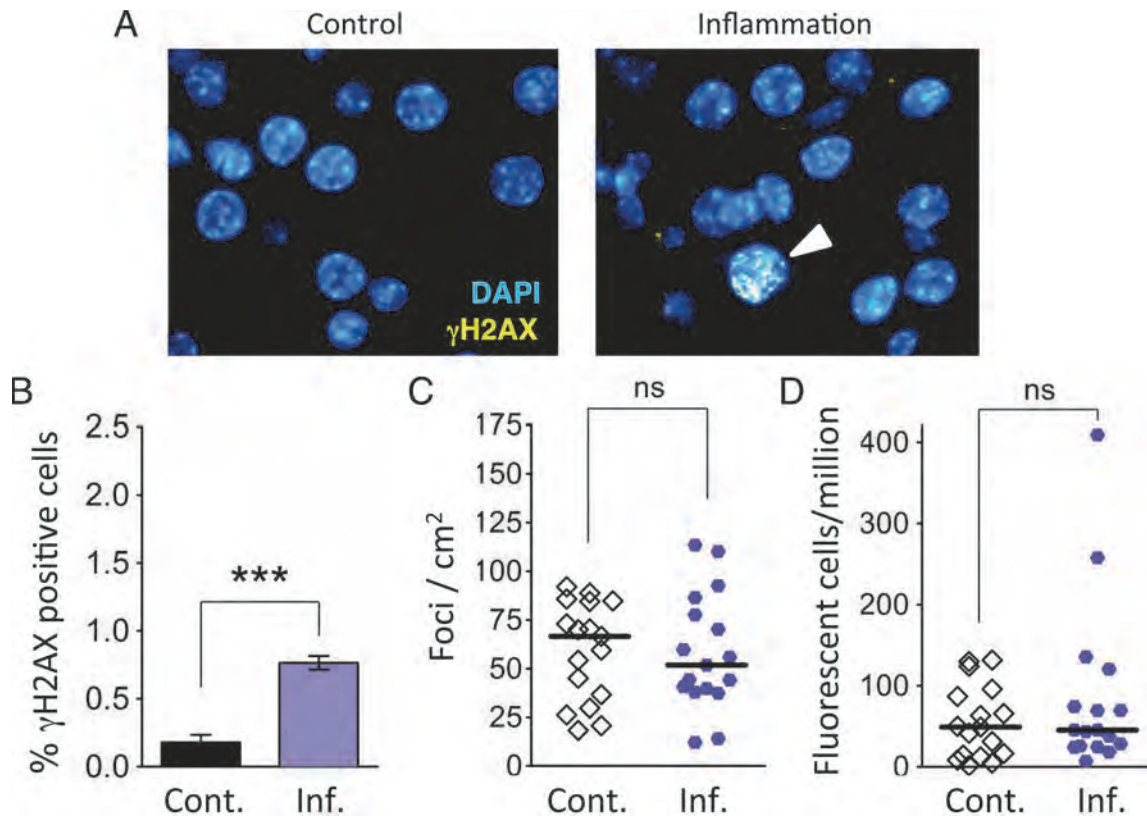 A
Control
Inflammation
DAPI
γH2AX
B
% γH2AX positive cells
2.5
2.0
1.5
1.0
0.5
0.0
***
Cont.
Inf.
C
ns
Foci / cm²
175
150
125
100
75
50
25
0
Cont.
Inf.
D
ns
Fluorescent cells/million
400
300
200
100
0
Cont.
Inf.